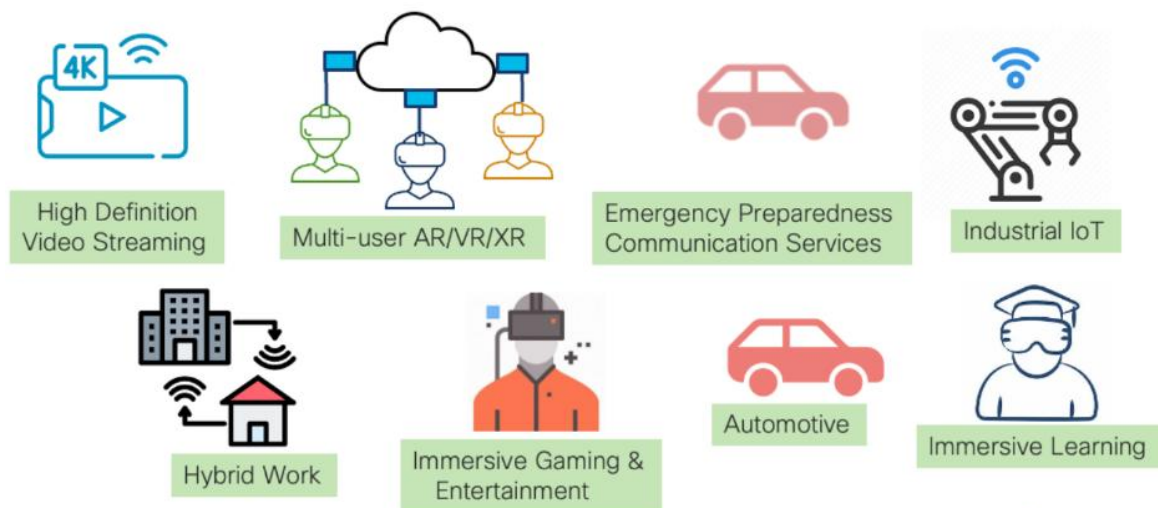 4K
High Definition
Video Streaming
Multi-user AR/VR/XR
Emergency Preparedness
Communication Services
Industrial IoT
Hybrid Work
Immersive Gaming &
Entertainment
Automotive
Immersive Learning